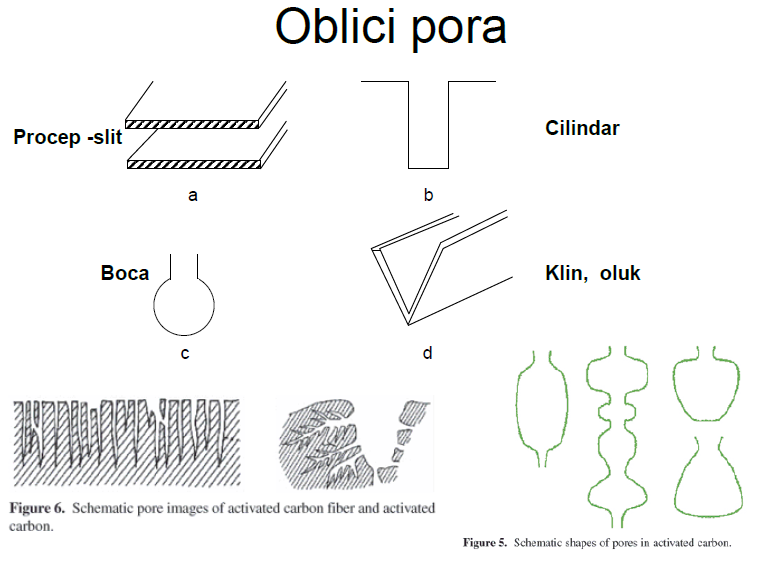 Oblici pora
Procep -slit
a
b
Cilindar
Boca
c
d
Klin, oluk
Figure 6. Schematic pore images of activated carbon fiber and activated
carbon.
Figure 5. Schematic shapes of pores in activated carbon.